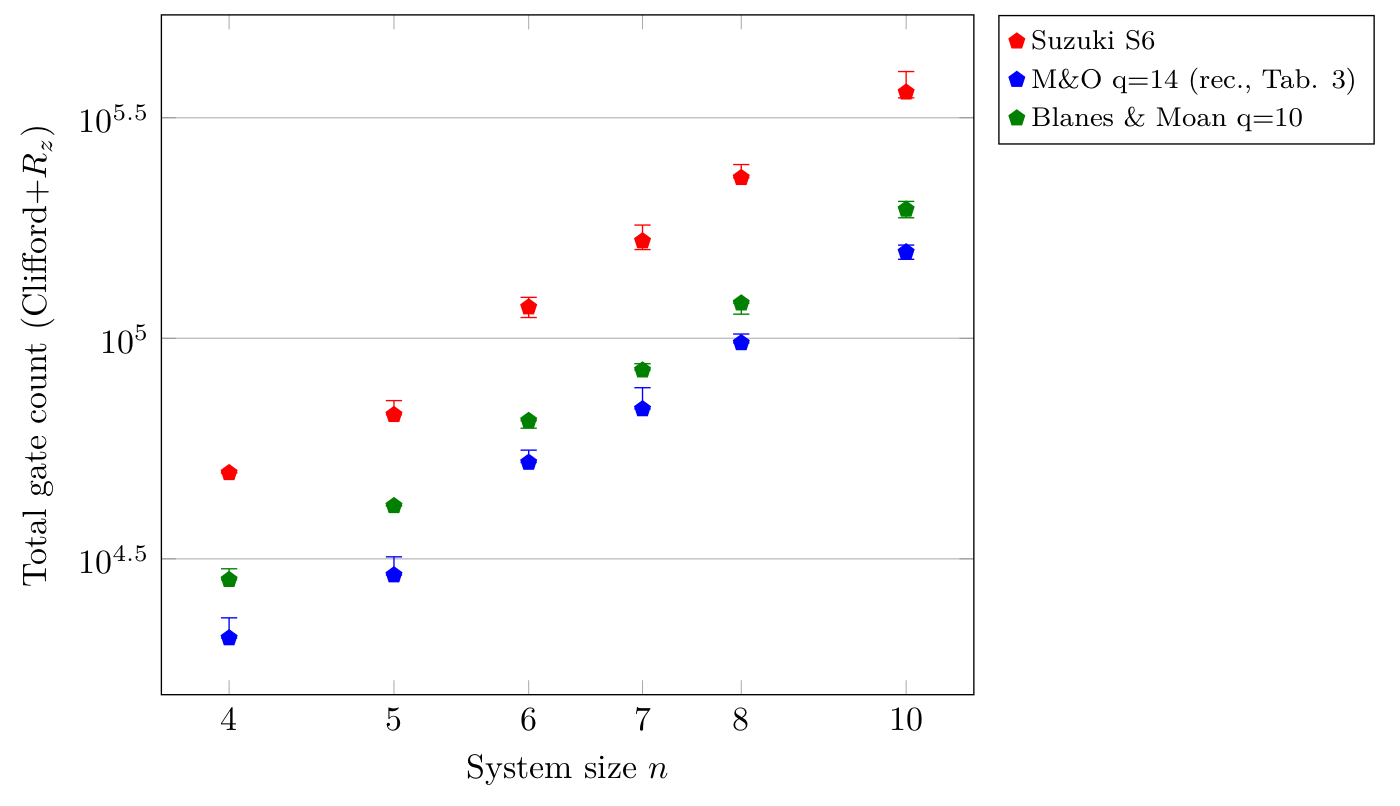 Total gate count (Clifford+R_z)
10^5.5
10^5
10^4.5
4 5 6 7 8 10
System size n
Suzuki S6
M&O q=14 (rec., Tab. 3)
Blanes & Moan q=10